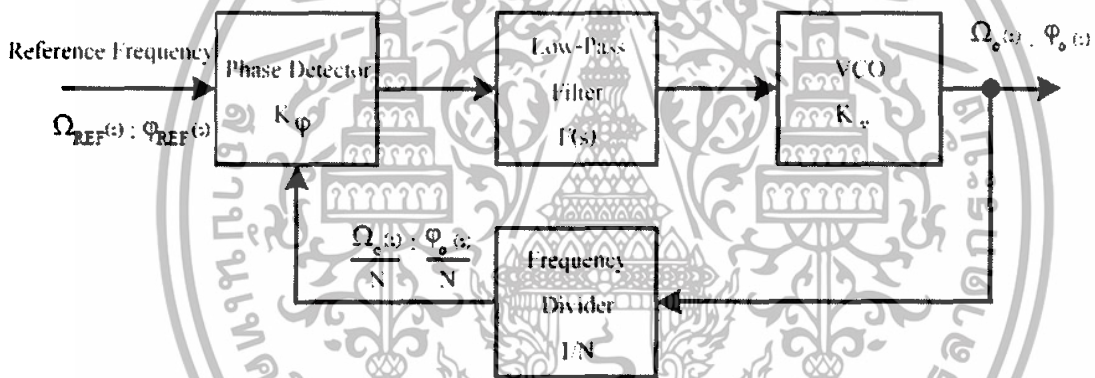 Reference Frequency
Ω_REF(s) ; φ_REF(s)
Phase Detector
K_φ
Low-Pass
Filter
F(s)
VCO
K_v
Ω_o(s) ; φ_o(s)
Ω_o(s) ; φ_o(s)
N N
Frequency
Divider
1/N